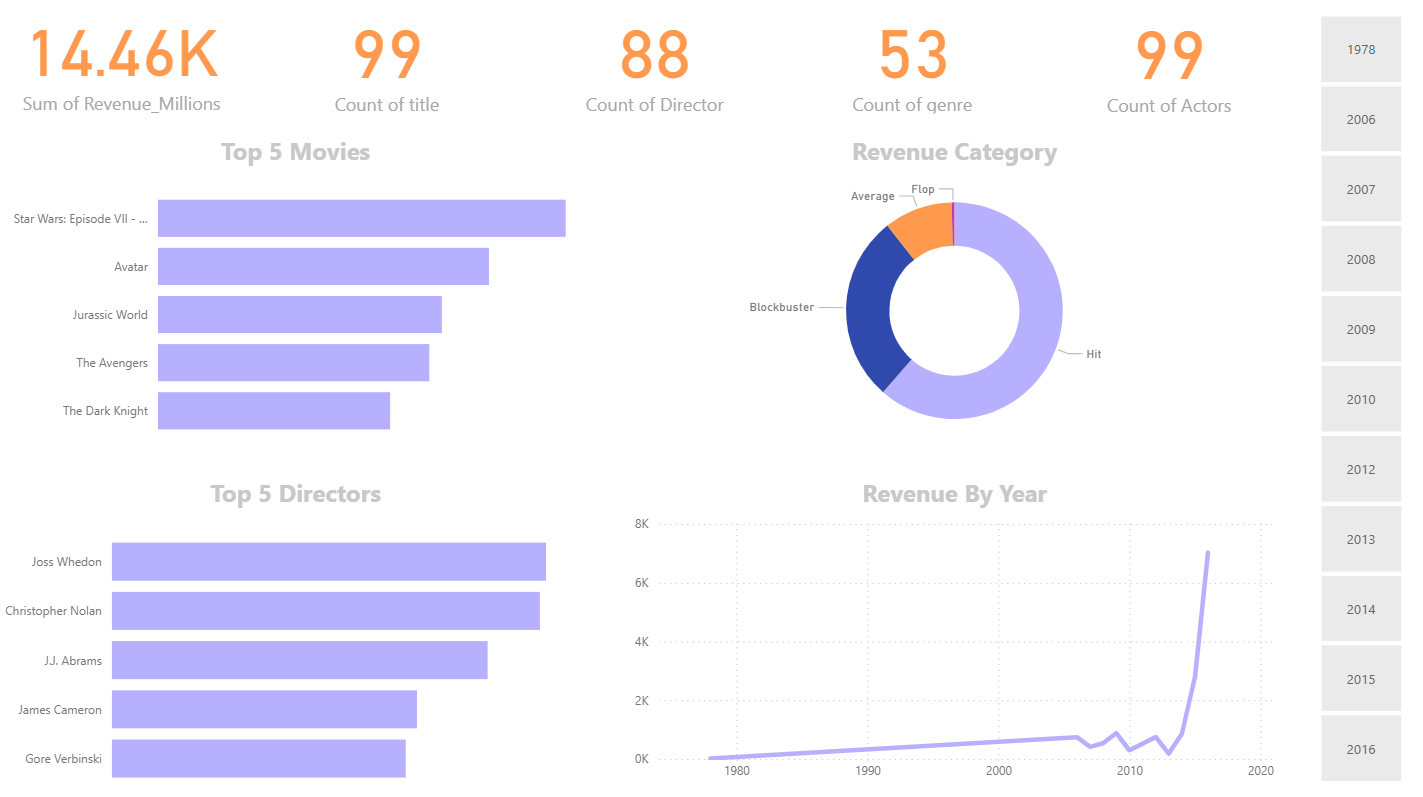 14.46K
Sum of Revenue_Millions
99
Count of title
88
Count of Director
53
Count of genre
99
Count of Actors
Top 5 Movies
Star Wars: Episode VII - ...
Avatar
Jurassic World
The Avengers
The Dark Knight
Revenue Category
Flop
Average
Blockbuster
Hit
Top 5 Directors
Joss Whedon
Christopher Nolan
J.J. Abrams
James Cameron
Gore Verbinski
Revenue By Year
8K
6K
4K
2K
0K
1980
1990
2000
2010
2020
1978
2006
2007
2008
2009
2010
2012
2013
2014
2015
2016